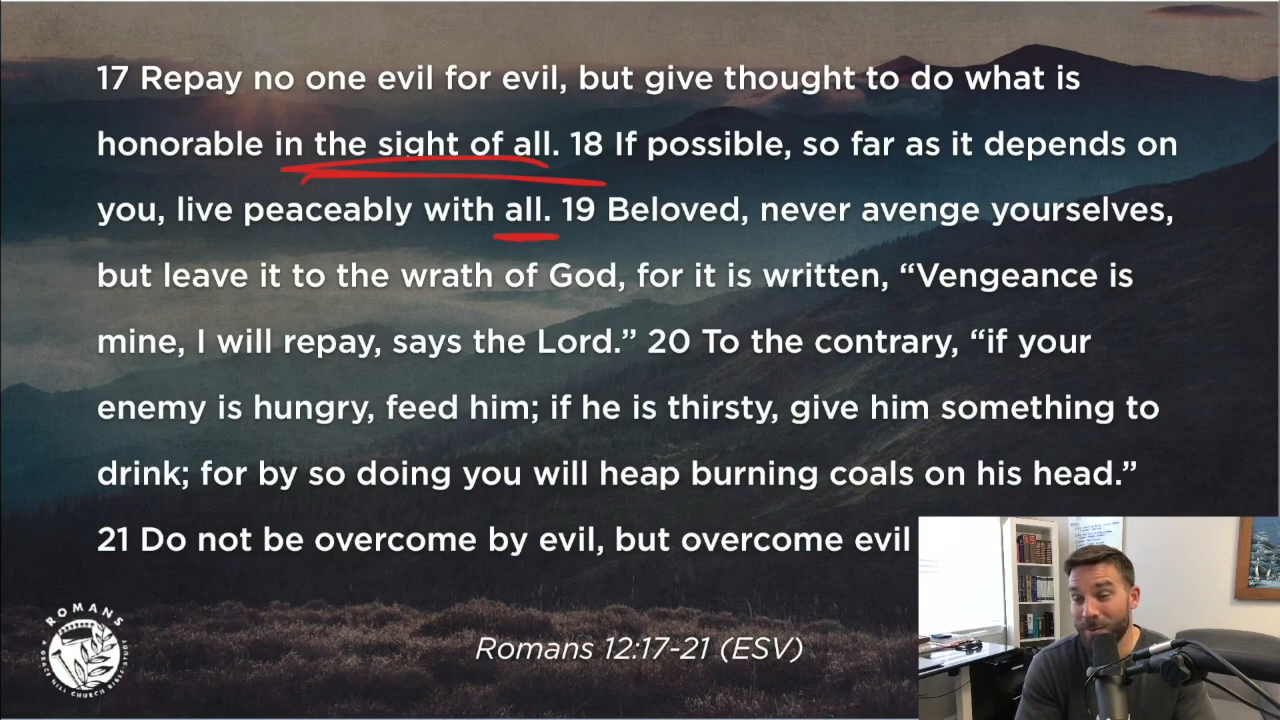 17 Repay no one evil for evil, but give thought to do what is
honorable in the sight of all. 18 If possible, so far as it depends on
you, live peaceably with all. 19 Beloved, never avenge yourselves,
but leave it to the wrath of God, for it is written, “Vengeance is
mine, I will repay, says the Lord.” 20 To the contrary, “if your
enemy is hungry, feed him; if he is thirsty, give him something to
drink; for by so doing you will heap burning coals on his head.”
21 Do not be overcome by evil, but overcome evil
Romans 12:17-21 (ESV)
ROMANS
GRACE HILL CHURCH BIBLE STUDY